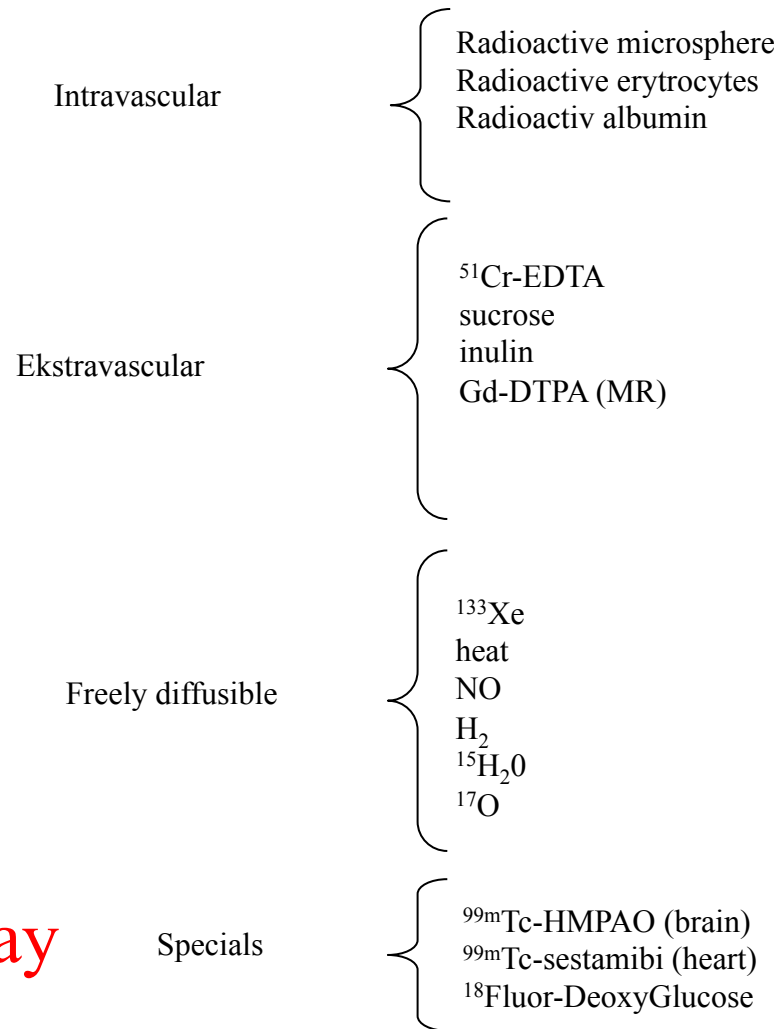 Intravascular
Radioactive microsphere
Radioactive erytrocytes
Radioactiv albumin
Ekstravascular
⁵¹Cr-EDTA
sucrose
inulin
Gd-DTPA (MR)
Freely diffusible
¹³³Xe
heat
NO
H₂
¹⁵H₂0
¹⁷O
ay
Specials
⁹⁹ᵐTc-HMPAO (brain)
⁹⁹ᵐTc-sestamibi (heart)
¹⁸Fluor-DeoxyGlucose